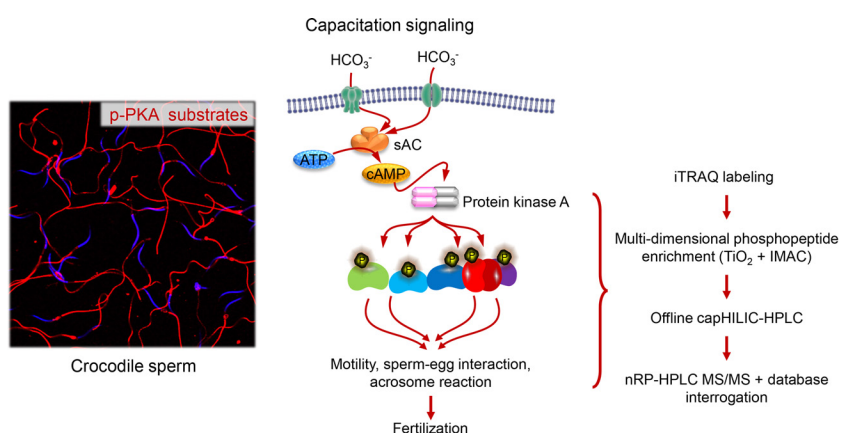 Capacitation signaling
HCO₃⁻
HCO₃⁻
p-PKA substrates
sAC
ATP
cAMP
Protein kinase A
P
P
P
P
P
Crocodile sperm
Motility, sperm-egg interaction,
acrosome reaction
Fertilization
iTRAQ labeling
Multi-dimensional phosphopeptide
enrichment (TiO₂ + IMAC)
Offline capHILIC-HPLC
nRP-HPLC MS/MS + database
interrogation